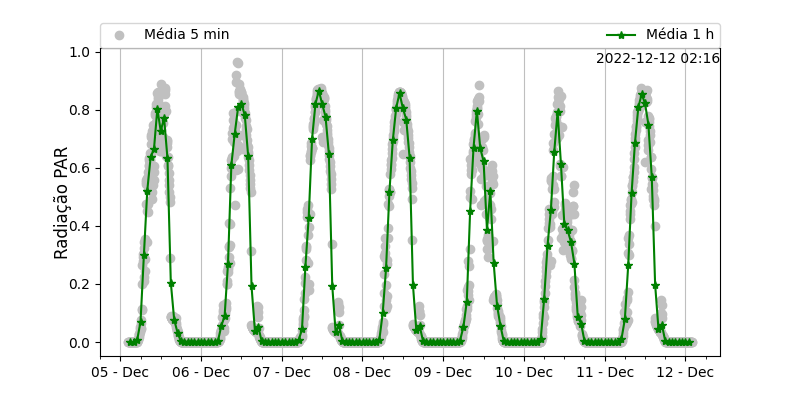 Média 5 min
Média 1 h
2022-12-12 02:16
Radiação PAR
1.0
0.8
0.6
0.4
0.2
0.0
05 - Dec
06 - Dec
07 - Dec
08 - Dec
09 - Dec
10 - Dec
11 - Dec
12 - Dec